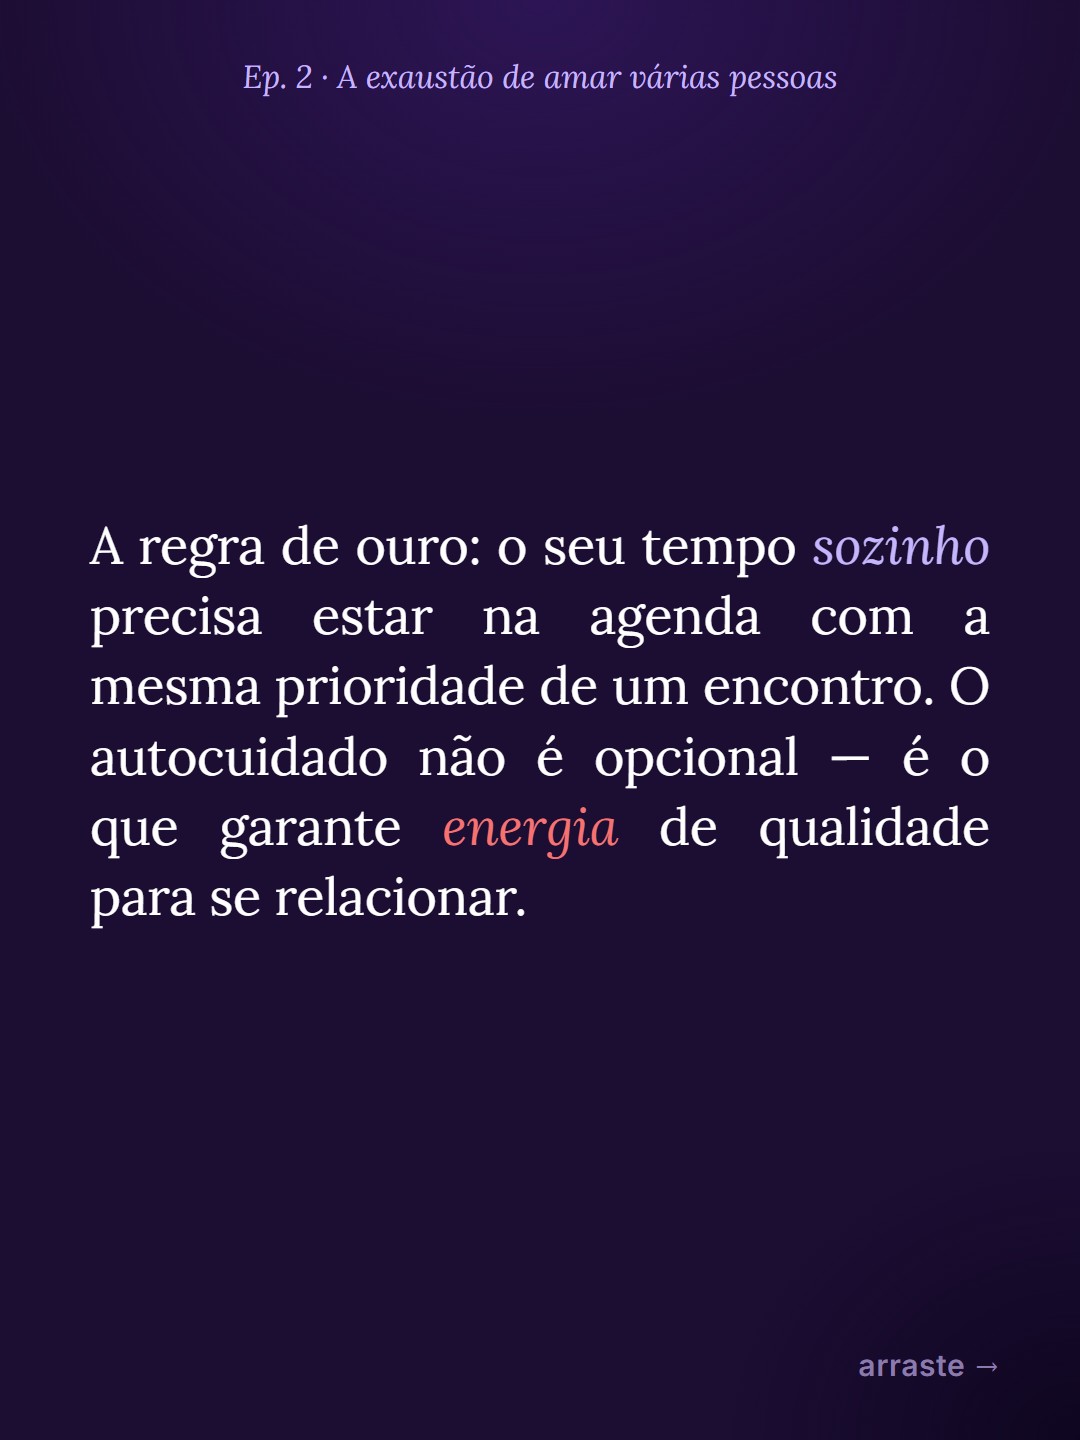 Ep. 2 · A exaustão de amar várias pessoas
A regra de ouro: o seu tempo sozinho
precisa estar na agenda com a
mesma prioridade de um encontro. O
autocuidado não é opcional — é o
que garante energia de qualidade
para se relacionar.
arraste →